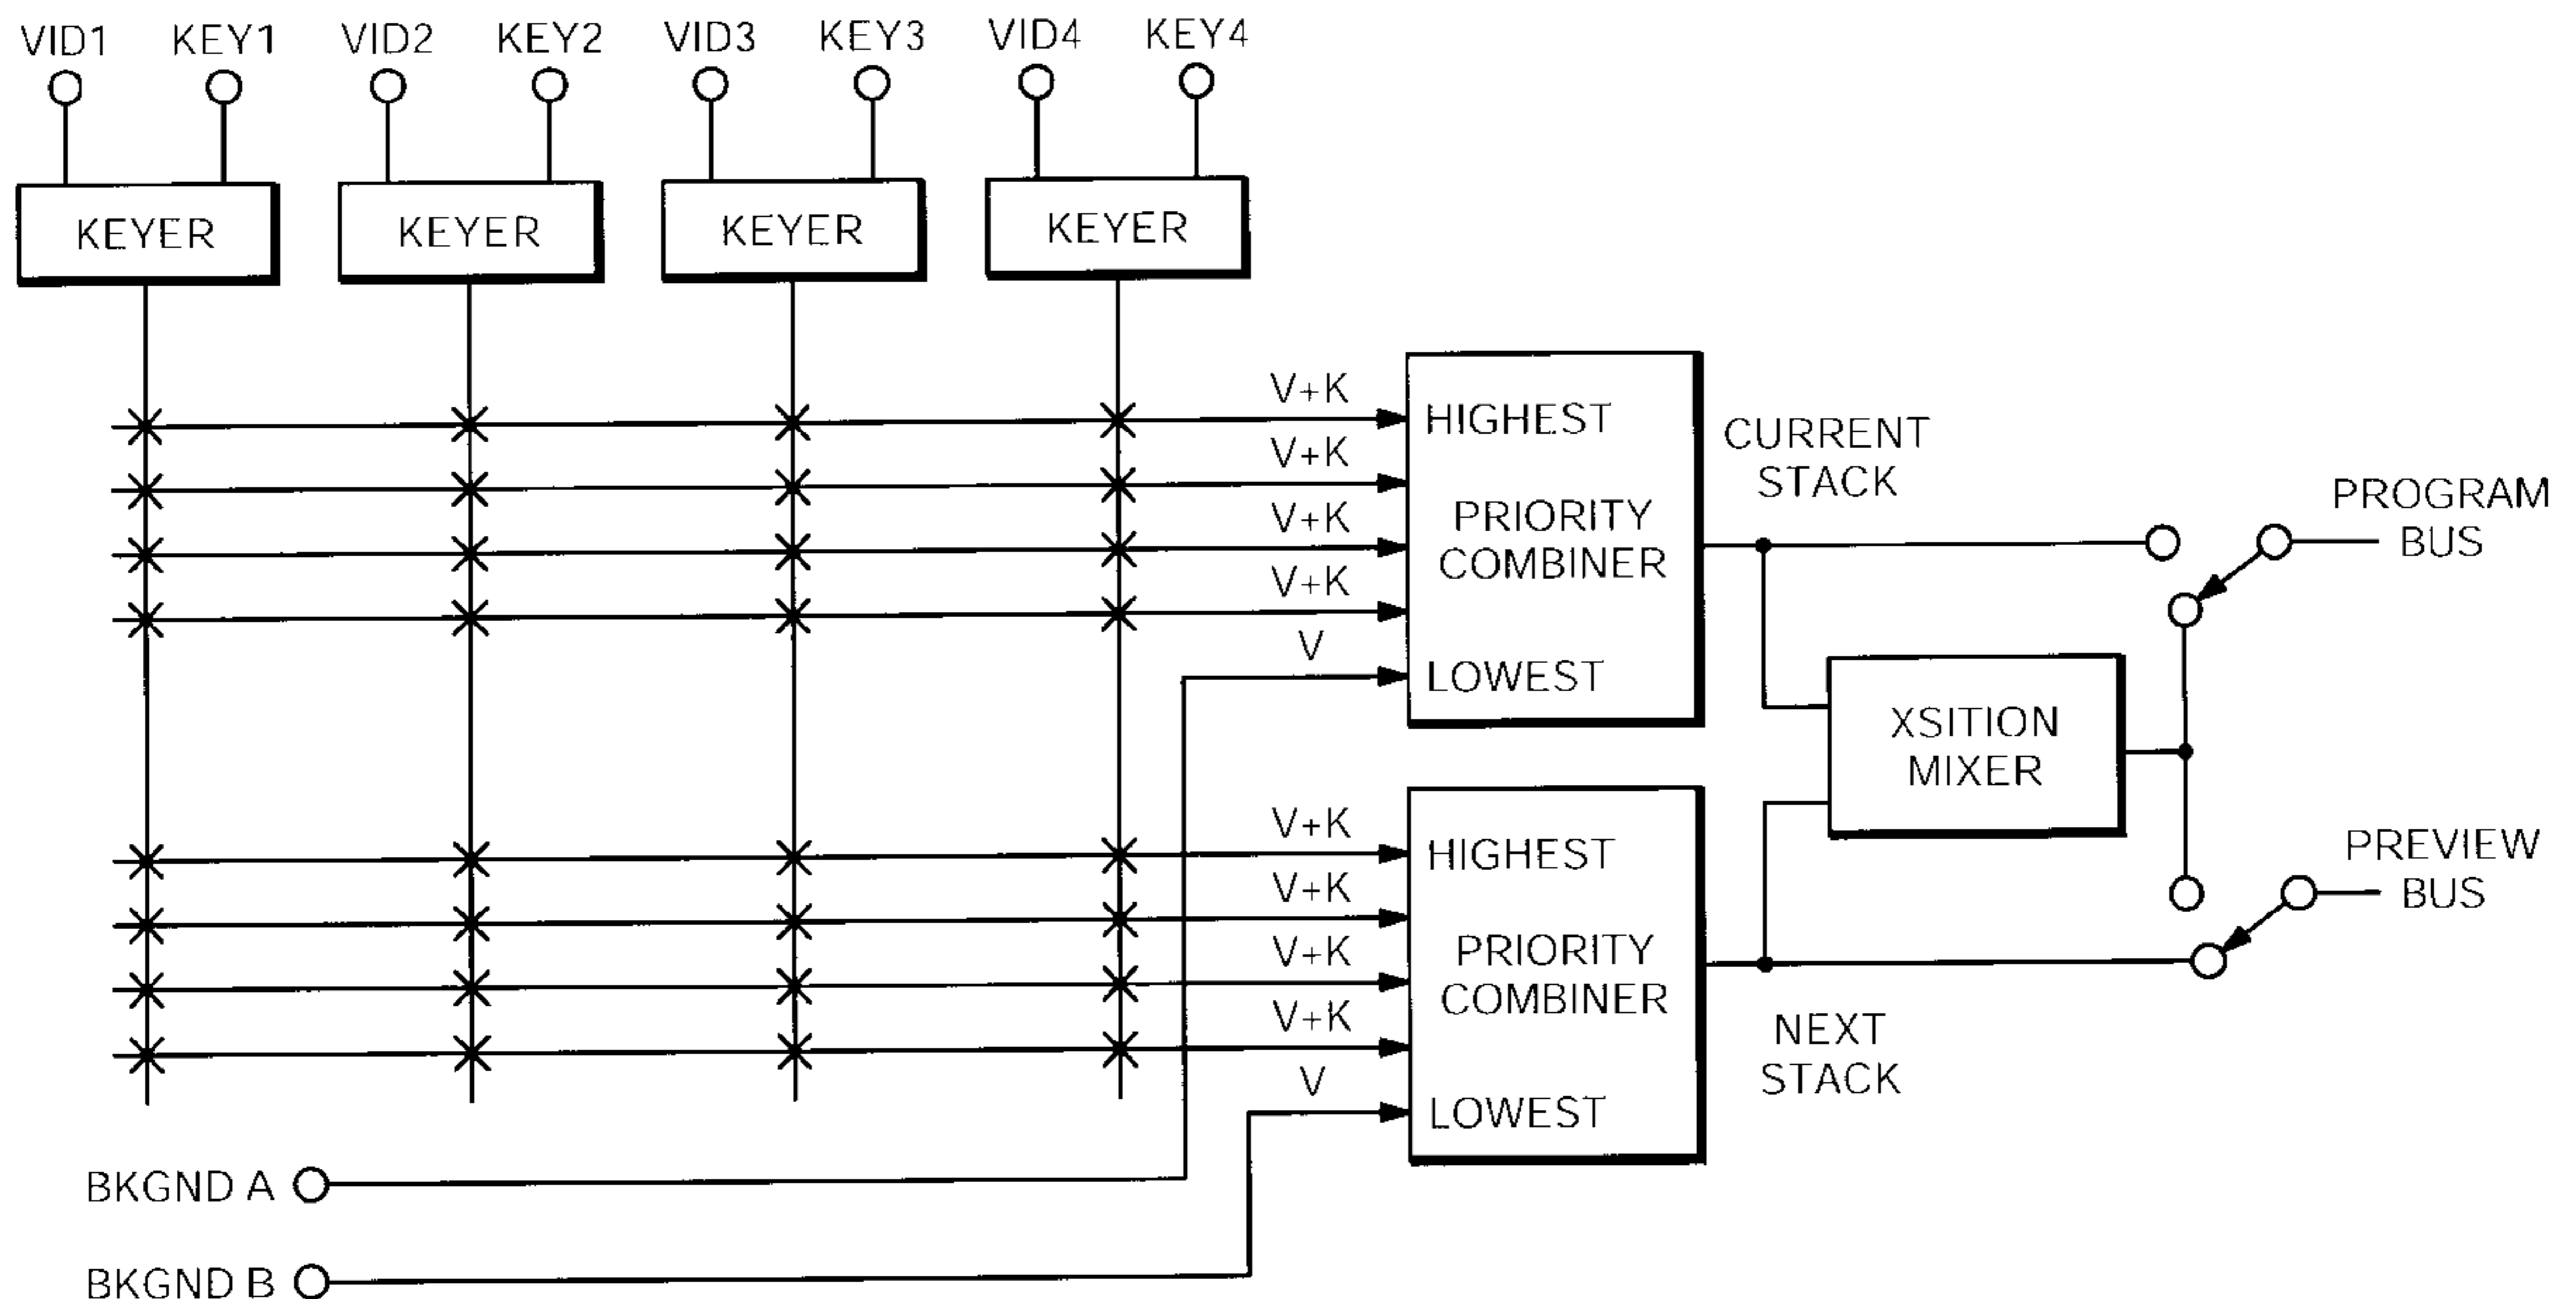 VID1 KEY1 VID2 KEY2 VID3 KEY3 VID4 KEY4
KEYER KEYER KEYER KEYER
V+K
HIGHEST
V+K
V+K
PRIORITY
COMBINER
V+K
V
LOWEST
CURRENT
STACK
PROGRAM
BUS
XSITION
MIXER
V+K
HIGHEST
V+K
V+K
PRIORITY
COMBINER
V+K
V
LOWEST
PREVIEW
BUS
NEXT
STACK
BKGND A
BKGND B